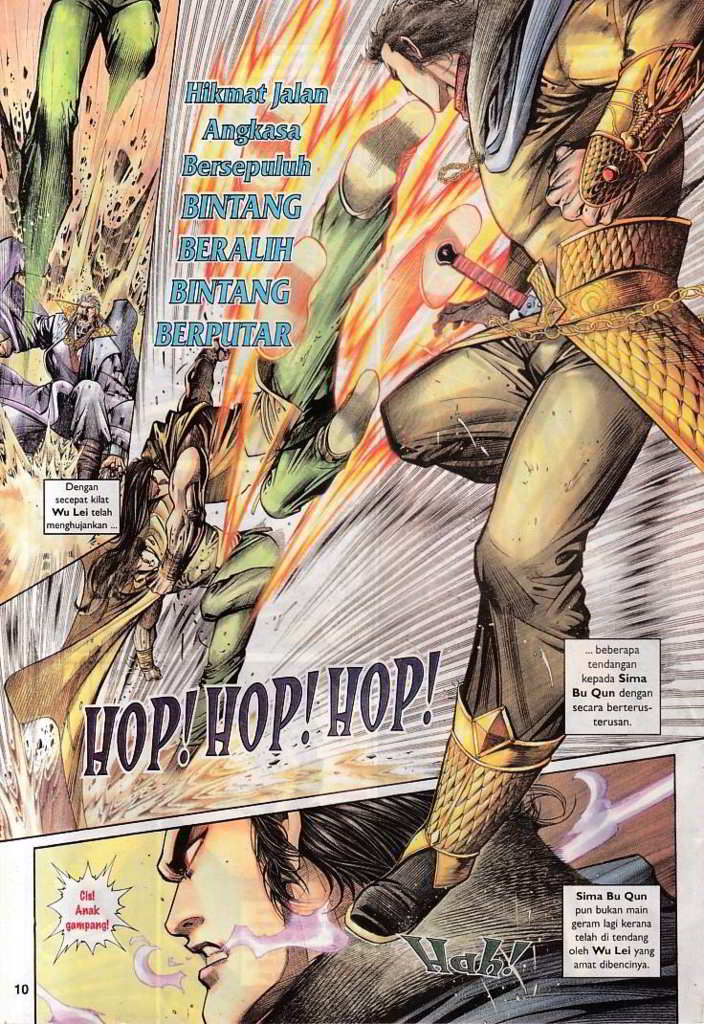 Hikmat Jalan
Angkasa
Bersepuluh
BINTANG
BERALIH
BINTANG
BERPUTAR
Dengan
secepat kilat
Wu Lei telah
menghujankan ...
... beberapa
tendangan
kepada Sima
Bu Qun dengan
secara berterus-
terusan.
HOP! HOP! HOP!
Cis!
Anak
gampang!
Hah!
Sima Bu Qun
pun bukan main
geram lagi kerana
telah di tendang
oleh Wu Lei yang
amat dibencinya.
10